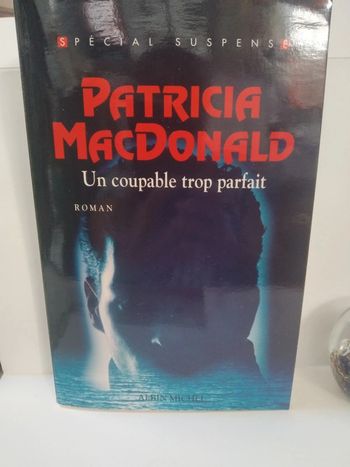 SPÉCIAL SUSPENSE
PATRICIA
MACDONALD
Un coupable trop parfait
ROMAN
ALBIN MICHEL